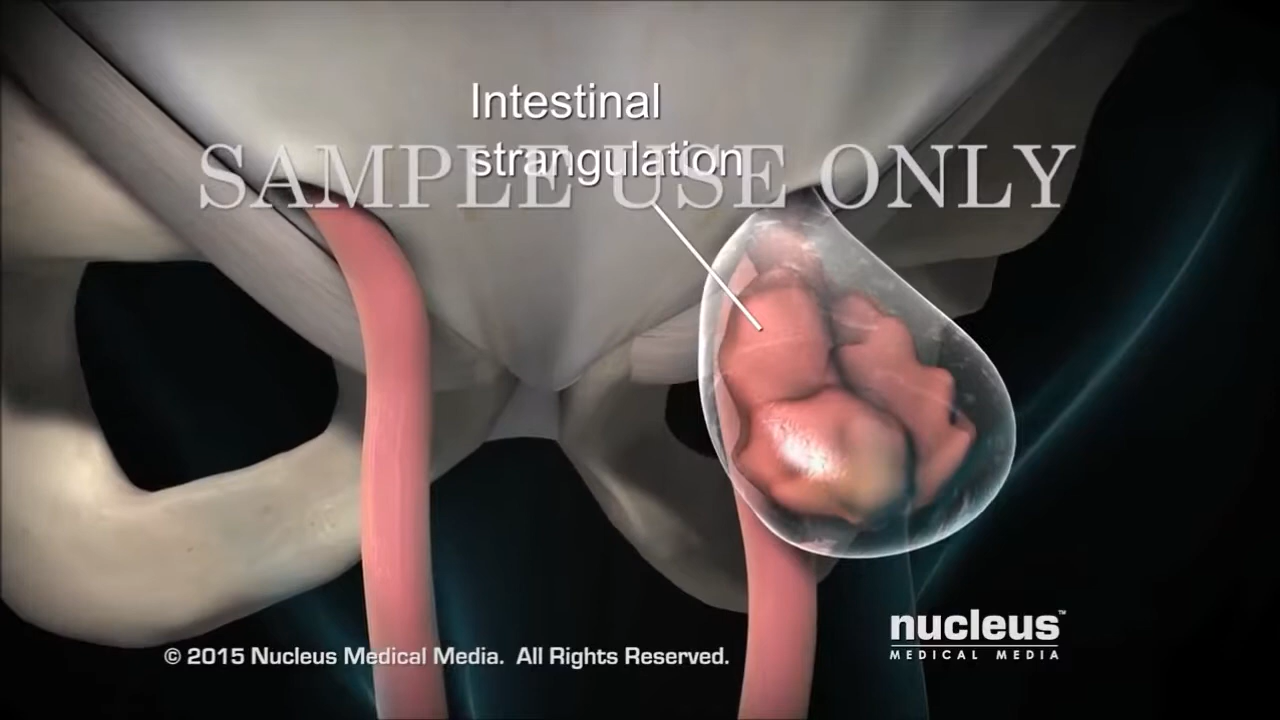 Intestinal
strangulation
SAMPLE USE ONLY
nucleus™
MEDICAL MEDIA
© 2015 Nucleus Medical Media. All Rights Reserved.